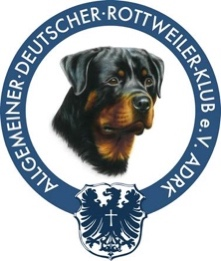 ALLGEMEINER·DEUTSCHER·ROTTWEILER-KLUB e.V. ADRK